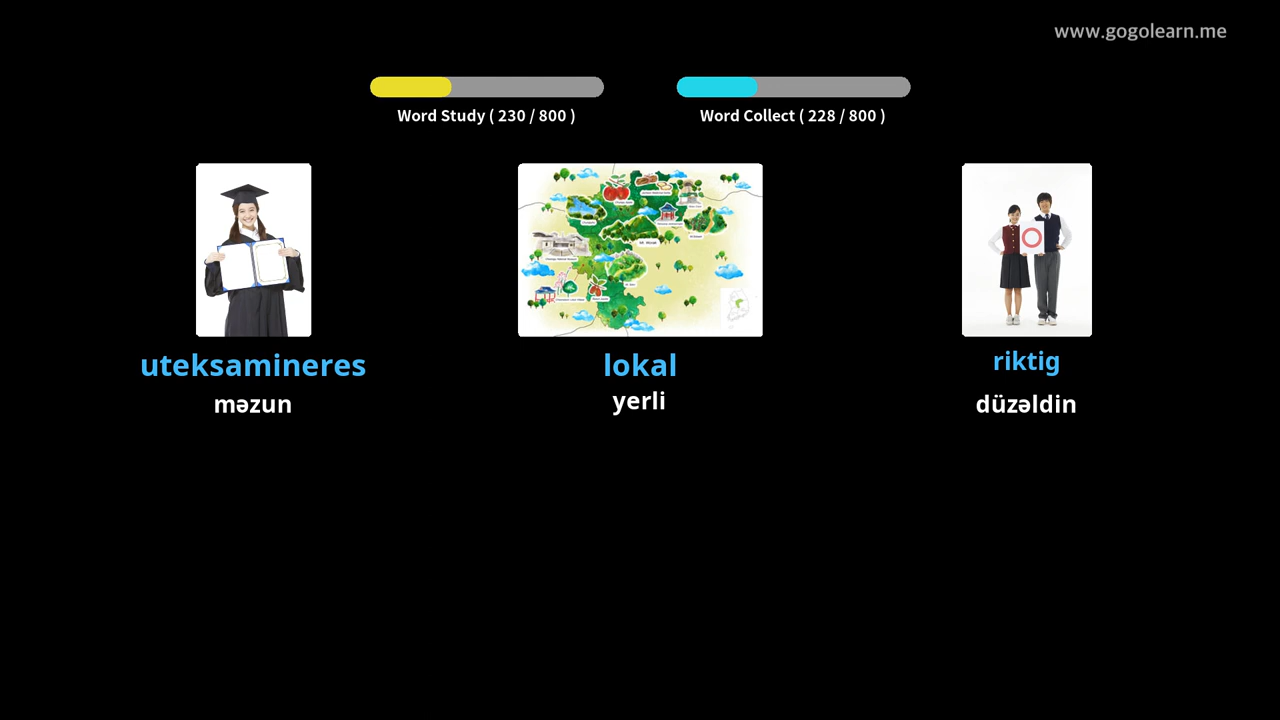 www.gogolearn.me
Word Study ( 230 / 800 )
Word Collect ( 228 / 800 )
uteksamineres
məzun
lokal
yerli
riktig
düzəldin